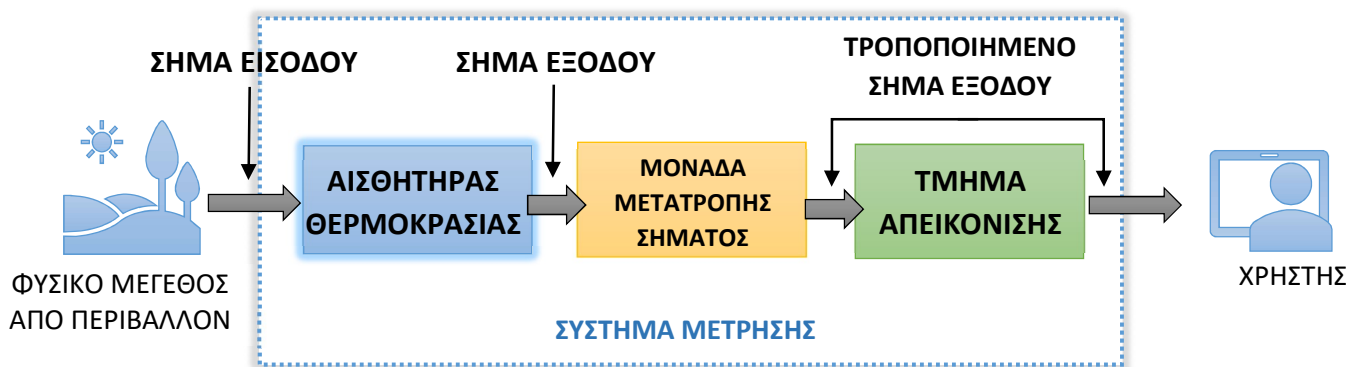 ΣΗΜΑ ΕΙΣΟΔΟΥ
ΣΗΜΑ ΕΞΟΔΟΥ
ΤΡΟΠΟΠΟΙΗΜΕΝΟ
ΣΗΜΑ ΕΞΟΔΟΥ
ΑΙΣΘΗΤΗΡΑΣ
ΘΕΡΜΟΚΡΑΣΙΑΣ
ΜΟΝΑΔΑ
ΜΕΤΑΤΡΟΠΗΣ
ΣΗΜΑΤΟΣ
ΤΜΗΜΑ
ΑΠΕΙΚΟΝΙΣΗΣ
ΦΥΣΙΚΟ ΜΕΓΕΘΟΣ
ΑΠΟ ΠΕΡΙΒΑΛΛΟΝ
ΧΡΗΣΤΗΣ
ΣΥΣΤΗΜΑ ΜΕΤΡΗΣΗΣ